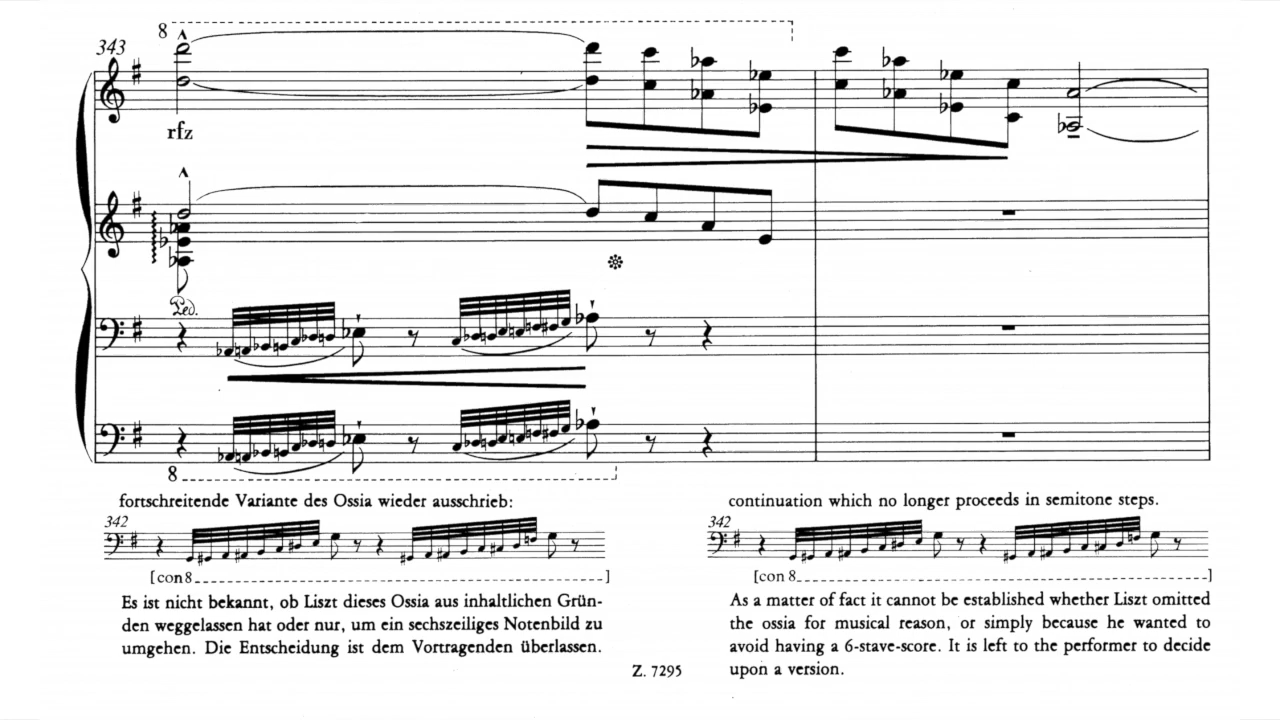 8
343
rfz
Ped.
8
fortschreitende Variante des Ossia wieder ausschrieb:
342
[con 8 ]
Es ist nicht bekannt, ob Liszt dieses Ossia aus inhaltlichen Grün-
den weggelassen hat oder nur, um ein sechszeiliges Notenbild zu
umgehen. Die Entscheidung ist dem Vortragenden überlassen.
continuation which no longer proceeds in semitone steps.
342
[con 8 ]
As a matter of fact it cannot be established whether Liszt omitted
the ossia for musical reason, or simply because he wanted to
avoid having a 6-stave-score. It is left to the performer to decide
upon a version.
Z. 7295